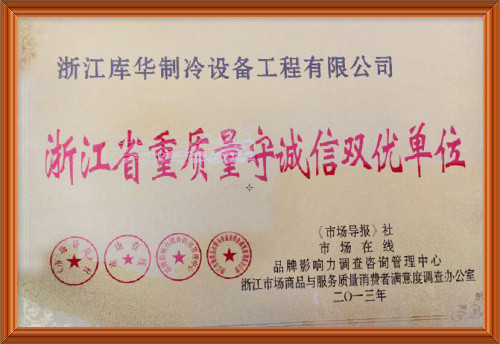 浙江库华制冷设备工程有限公司
浙江省重质量守诚信双优单位
《市场导报》社
市场在线
品牌影响力调查咨询管理中心
浙江市场商品与服务质量消费者满意度调查办公室
二〇一三年